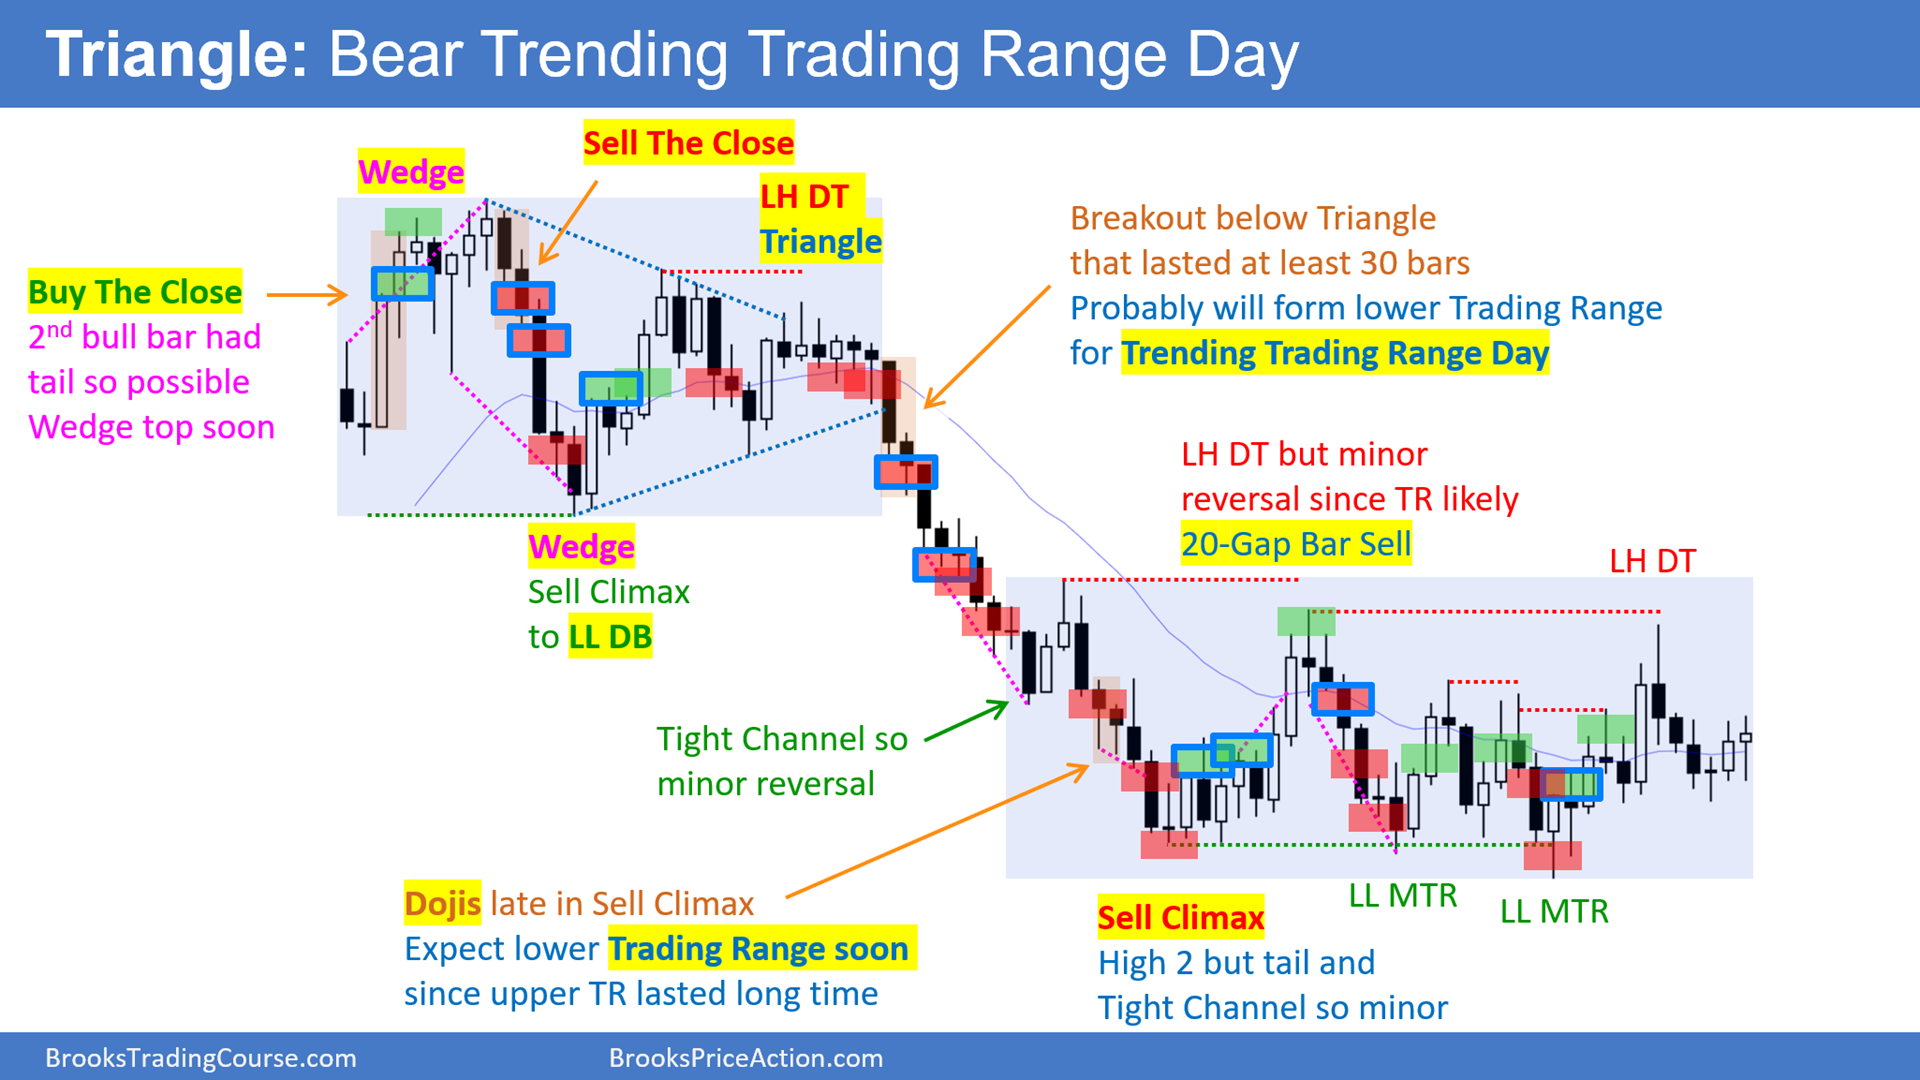 Triangle: Bear Trending Trading Range Day
Wedge
Sell The Close
LH DT
Triangle
Buy The Close
2nd bull bar had
tail so possible
Wedge top soon
Breakout below Triangle
that lasted at least 30 bars
Probably will form lower Trading Range
for Trending Trading Range Day
Wedge
Sell Climax
to LL DB
LH DT but minor
reversal since TR likely
20-Gap Bar Sell
LH DT
Tight Channel so
minor reversal
Dojis late in Sell Climax
Expect lower Trading Range soon
since upper TR lasted long time
LL MTR
LL MTR
Sell Climax
High 2 but tail and
Tight Channel so minor
BrooksTradingCourse.com
BrooksPriceAction.com